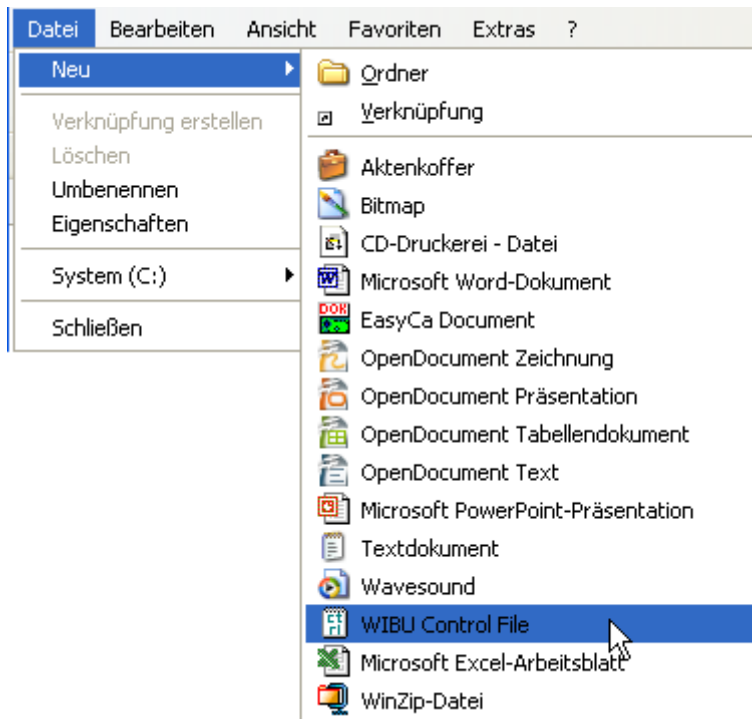 Datei Bearbeiten Ansicht Favoriten Extras ?
Neu
Verknüpfung erstellen
Löschen
Umbenennen
Eigenschaften
System (C:)
Schließen
Ordner
Verknüpfung
Aktenkoffer
Bitmap
CD-Druckerei - Datei
Microsoft Word-Dokument
EasyCa Document
OpenDocument Zeichnung
OpenDocument Präsentation
OpenDocument Tabellendokument
OpenDocument Text
Microsoft PowerPoint-Präsentation
Textdokument
Wavesound
WIBU Control File
Microsoft Excel-Arbeitsblatt
WinZip-Datei